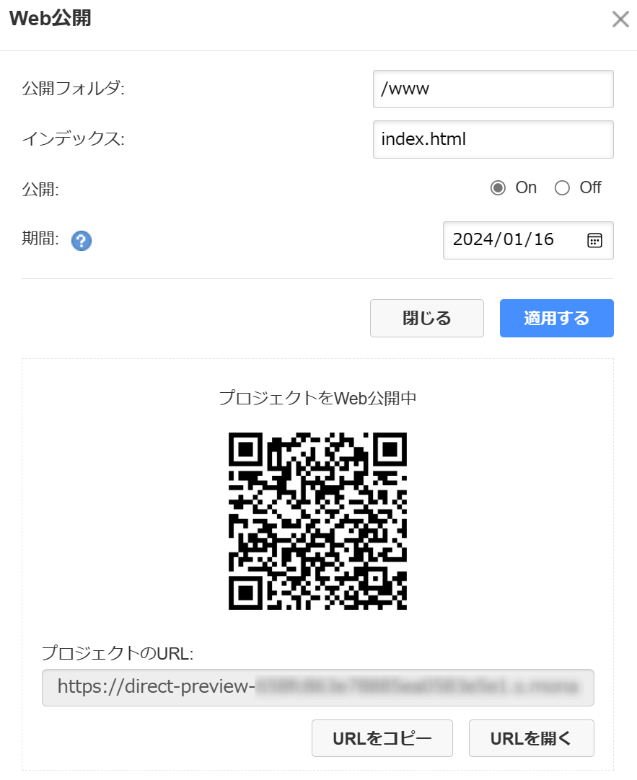 Web公開
公開フォルダ: /www
インデックス: index.html
公開: On Off
期間: ? 2024/01/16
閉じる 適用する
プロジェクトをWeb公開中
プロジェクトのURL:
https://direct-preview-
URLをコピー URLを開く